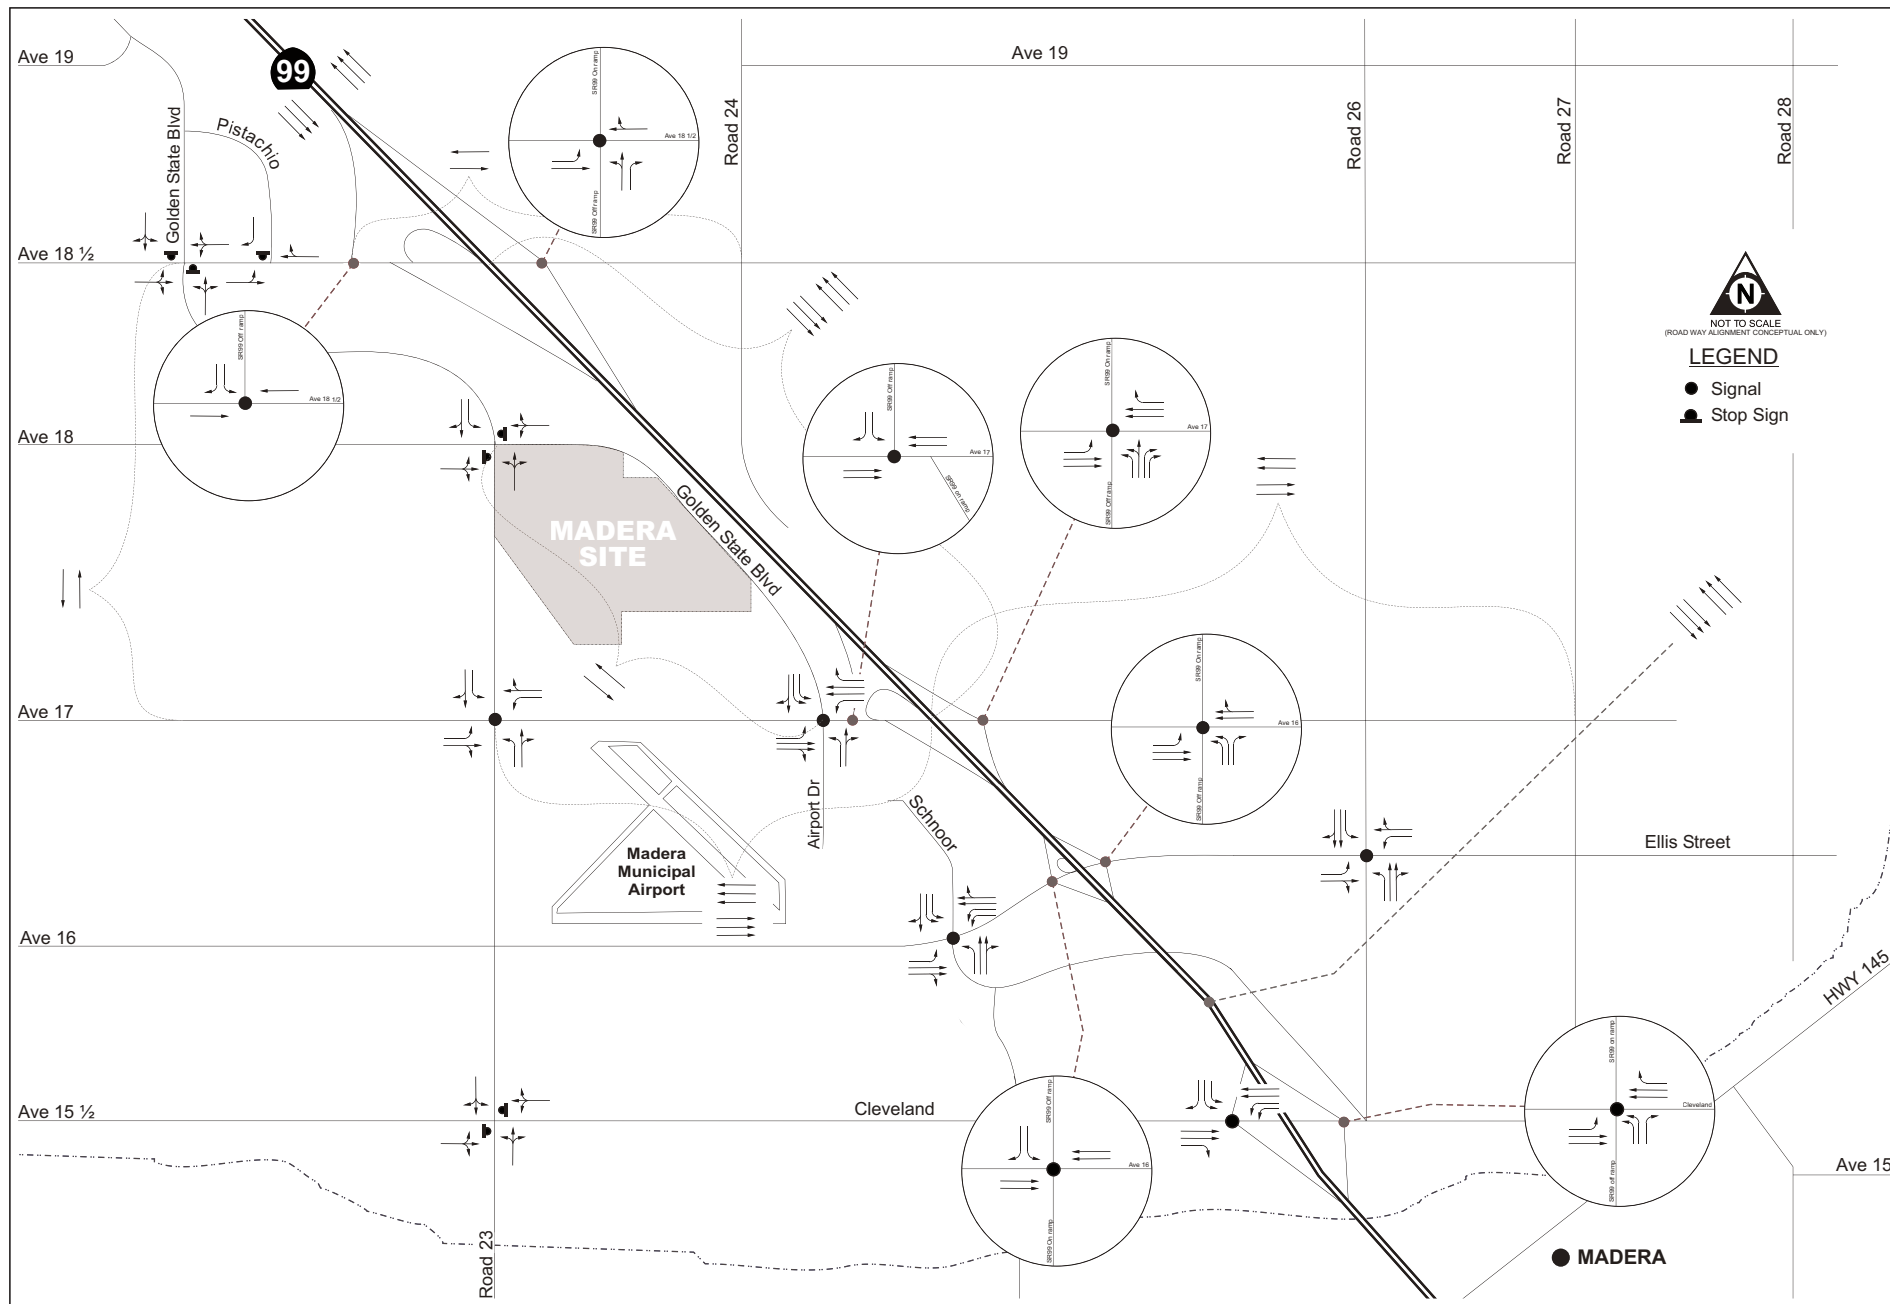 Ave 19
99
Ave 19
Golden State Blvd
Pistachio
SR99 On ramp
Ave 18 1/2
SR99 Off ramp
Road 24
Road 26
Road 27
Road 28
Ave 18 ½
N
NOT TO SCALE
(ROAD WAY ALIGNMENT CONCEPTUAL ONLY)
LEGEND
Signal
Stop Sign
SR99 Off ramp
Ave 18 1/2
Ave 18
SR99 Off ramp
Ave 17
SR99 on ramp
SR99 On ramp
Ave 17
SR99 Off ramp
MADERA
SITE
Golden State Blvd
SR99 On ramp
Ave 16
SR99 Off ramp
Ave 17
Airport Dr
Schnoor
Madera
Municipal
Airport
Ellis Street
Ave 16
HWY 145
Ave 15 ½
Cleveland
SR99 Off ramp
Ave 16
SR99 On ramp
SR99 on ramp
Cleveland
SR99 off ramp
Ave 15
Road 23
MADERA